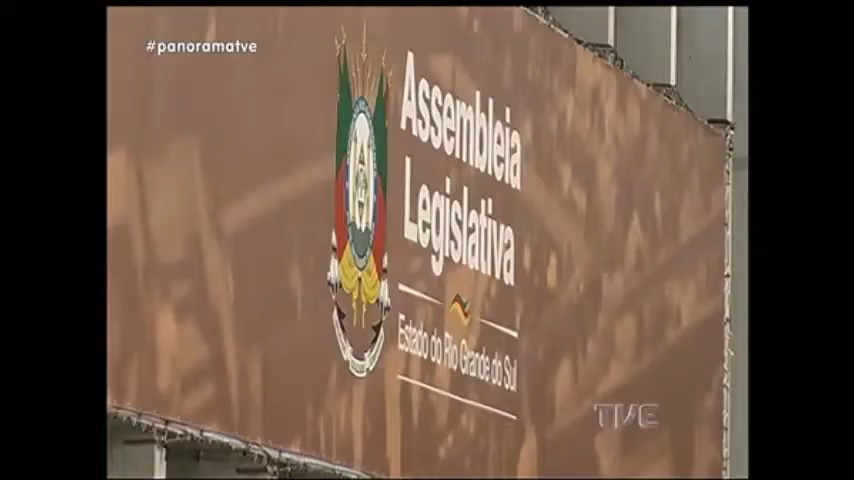 #panoramatve
Assembleia
Legislativa
Estado do Rio Grande do Sul
TVE